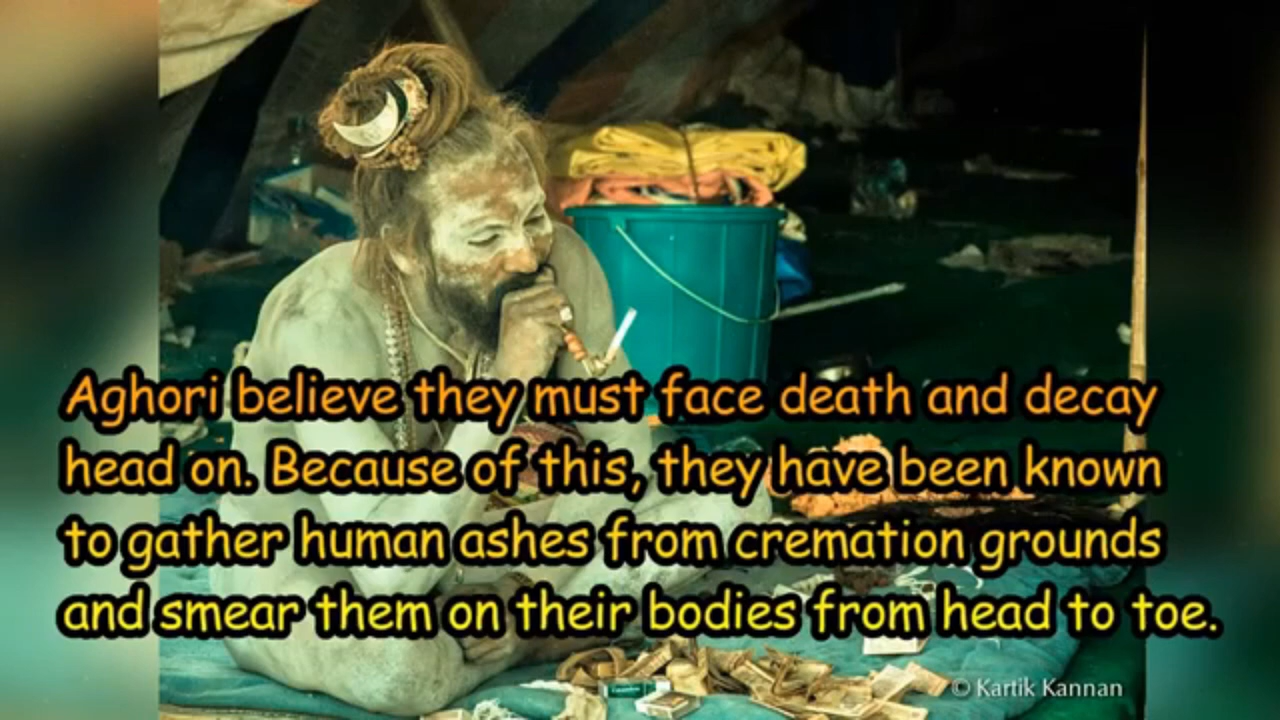 Aghori believe they must face death and decay
head on. Because of this, they have been known
to gather human ashes from cremation grounds
and smear them on their bodies from head to toe.
© Kartik Kannan